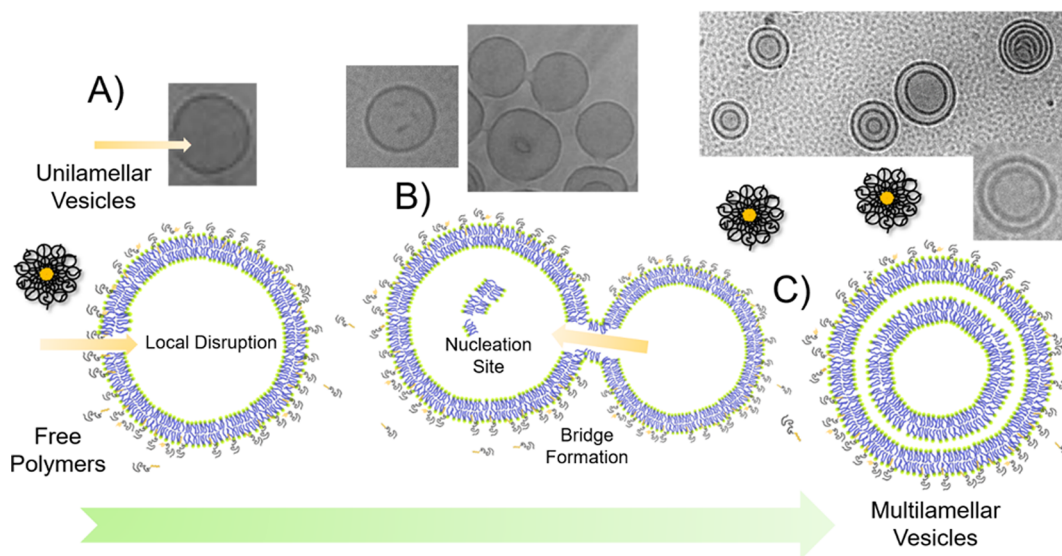 A)
Unilamellar
Vesicles
Local Disruption
Free
Polymers
B)
Nucleation
Site
Bridge
Formation
C)
Multilamellar
Vesicles